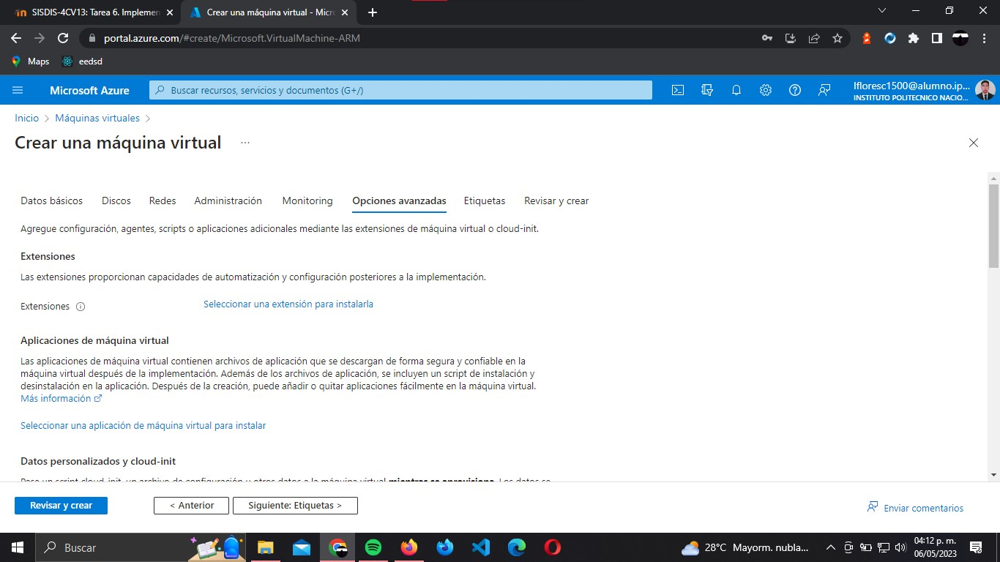 SISDIS-4CV13: Tarea 6. Implemen
Crear una máquina virtual - Micro
portal.azure.com/#create/Microsoft.VirtualMachine-ARM
Maps
eedsd
Microsoft Azure
Buscar recursos, servicios y documentos (G+/)
lfloresc1500@alumno.ip...
INSTITUTO POLITECNICO NACIO...
Inicio > Máquinas virtuales >
Crear una máquina virtual ...
Datos básicos Discos Redes Administración Monitoring Opciones avanzadas Etiquetas Revisar y crear
Agregue configuración, agentes, scripts o aplicaciones adicionales mediante las extensiones de máquina virtual o cloud-init.
Extensiones
Las extensiones proporcionan capacidades de automatización y configuración posteriores a la implementación.
Extensiones
Seleccionar una extensión para instalarla
Aplicaciones de máquina virtual
Las aplicaciones de máquina virtual contienen archivos de aplicación que se descargan de forma segura y confiable en la
máquina virtual después de la implementación. Además de los archivos de aplicación, se incluyen un script de instalación y
desinstalación en la aplicación. Después de la creación, puede añadir o quitar aplicaciones fácilmente en la máquina virtual.
Más información
Seleccionar una aplicación de máquina virtual para instalar
Datos personalizados y cloud-init
Pase un script cloud-init, un archivo de configuración u otros datos a la máquina virtual mientras se aprovisiona. Los datos se
Revisar y crear
< Anterior
Siguiente: Etiquetas >
Enviar comentarios
Buscar
28°C Mayorm. nubla...
04:12 p. m.
06/05/2023